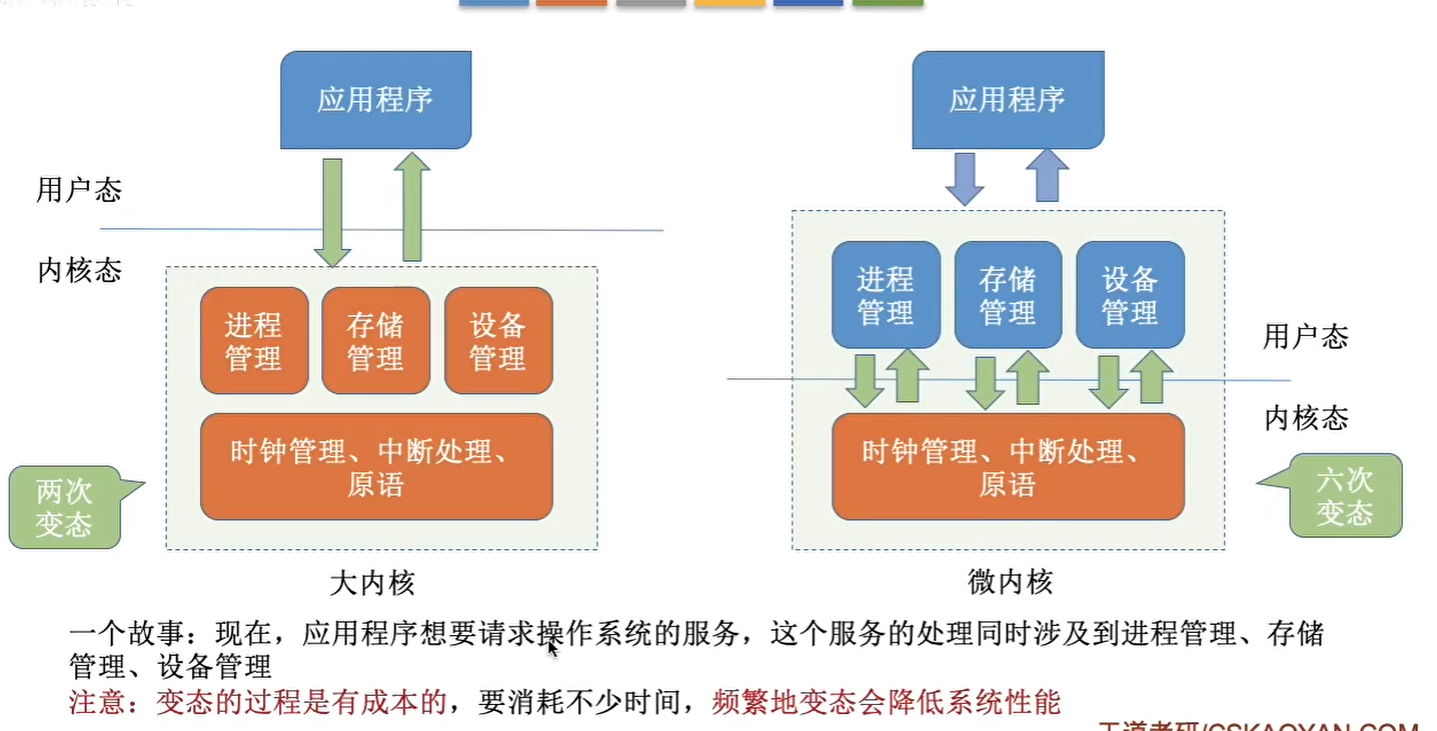 应用程序
用户态
内核态
进程
管理
存储
管理
设备
管理
时钟管理、中断处理、
原语
两次
变态
大内核
应用程序
进程
管理
存储
管理
设备
管理
用户态
内核态
时钟管理、中断处理、
原语
六次
变态
微内核
一个故事：现在，应用程序想要请求操作系统的服务，这个服务的处理同时涉及到进程管理、存储
管理、设备管理
注意：变态的过程是有成本的，要消耗不少时间，频繁地变态会降低系统性能
王道考研/CSKAOYAN.COM